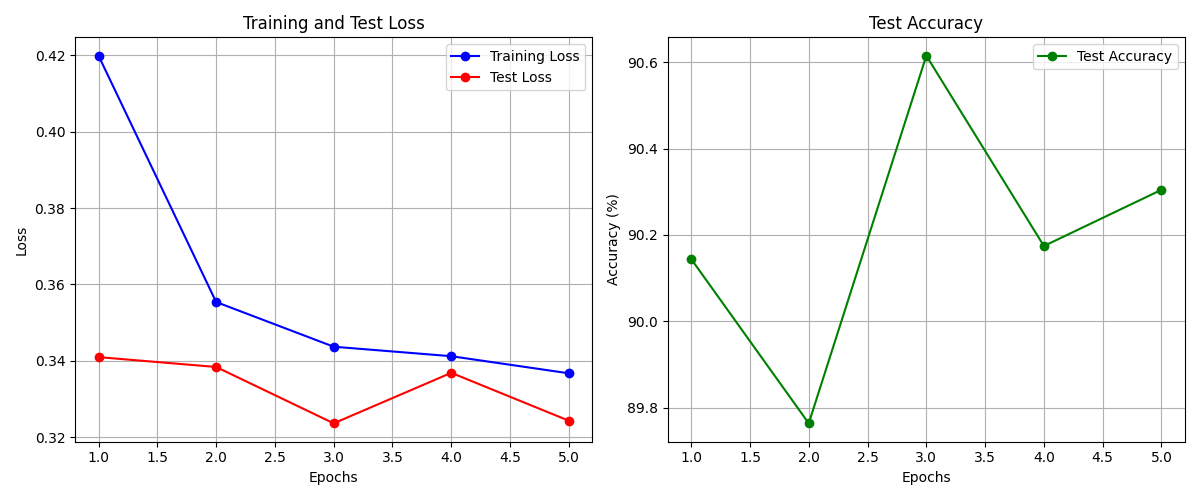 Training and Test Loss
Training Loss
Test Loss
0.42
0.40
0.38
0.36
0.34
0.32
Loss
1.0 1.5 2.0 2.5 3.0 3.5 4.0 4.5 5.0
Epochs
Test Accuracy
Test Accuracy
90.6
90.4
90.2
90.0
89.8
Accuracy (%)
1.0 1.5 2.0 2.5 3.0 3.5 4.0 4.5 5.0
Epochs